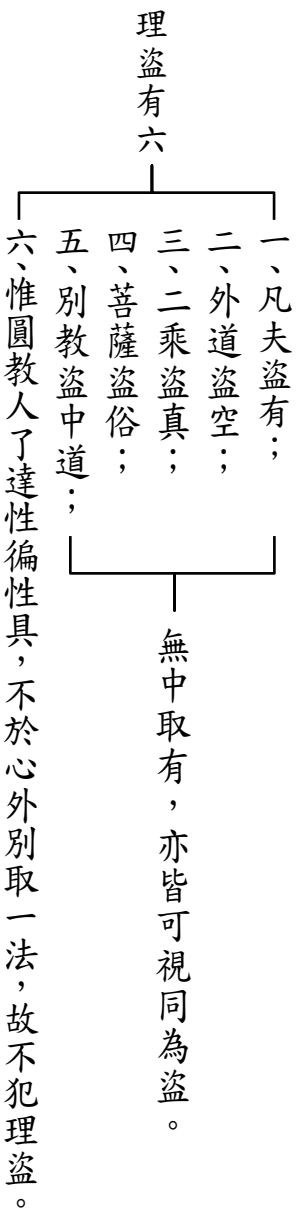 理盜有六
一、凡夫盜有；
二、外道盜空；
三、二乘盜真；
四、菩薩盜俗；
五、別教盜中道；
無中取有，亦皆可視同為盜。
六、惟圓教人了達性徧性具，不於心外別取一法，故不犯理盜。